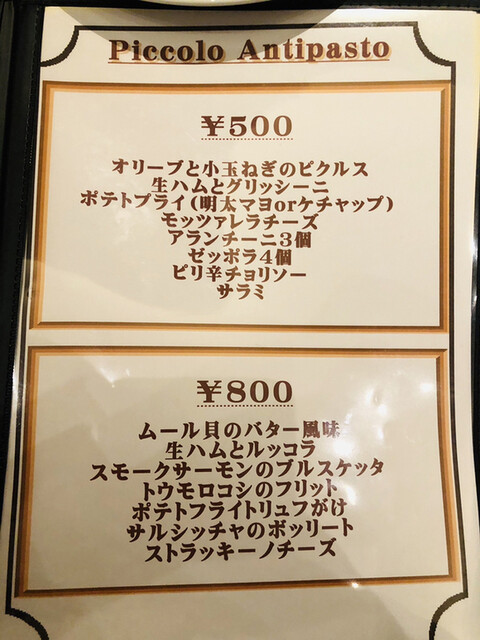 Piccolo Antipasto
¥500
オリーブと小玉ねぎのピクルス
生ハムとグリッシーニ
ポテトブライ(明太マヨorケチャップ)
モッツァレラチーズ
アランチーニ3個
ゼッポラ4個
ピリ辛チョリソー
サラミ
¥800
ムール貝のバター風味
生ハムとルッコラ
スモークサーモンのブルスケッタ
トウモロコシのフリット
ポテトフライトリュフがけ
サルシッチャのボッリート
ストラッキーノチーズ